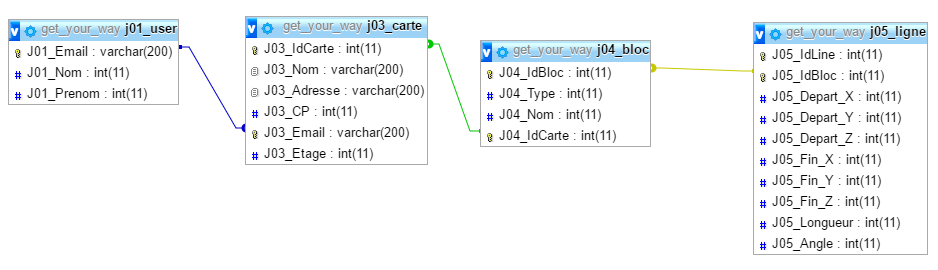 v get_your_way j01_user
J01_Email : varchar(200)
# J01_Nom : int(11)
# J01_Prenom : int(11)
v get_your_way j03_carte
J03_IdCarte : int(11)
J03_Nom : varchar(200)
J03_Adresse : varchar(200)
# J03_CP : int(11)
J03_Email : varchar(200)
# J03_Etage : int(11)
v get_your_way j04_bloc
J04_IdBloc : int(11)
# J04_Type : int(11)
# J04_Nom : int(11)
J04_IdCarte : int(11)
v get_your_way j05_ligne
J05_IdLine : int(11)
J05_IdBloc : int(11)
# J05_Depart_X : int(11)
# J05_Depart_Y : int(11)
# J05_Depart_Z : int(11)
# J05_Fin_X : int(11)
# J05_Fin_Y : int(11)
# J05_Fin_Z : int(11)
# J05_Longueur : int(11)
# J05_Angle : int(11)